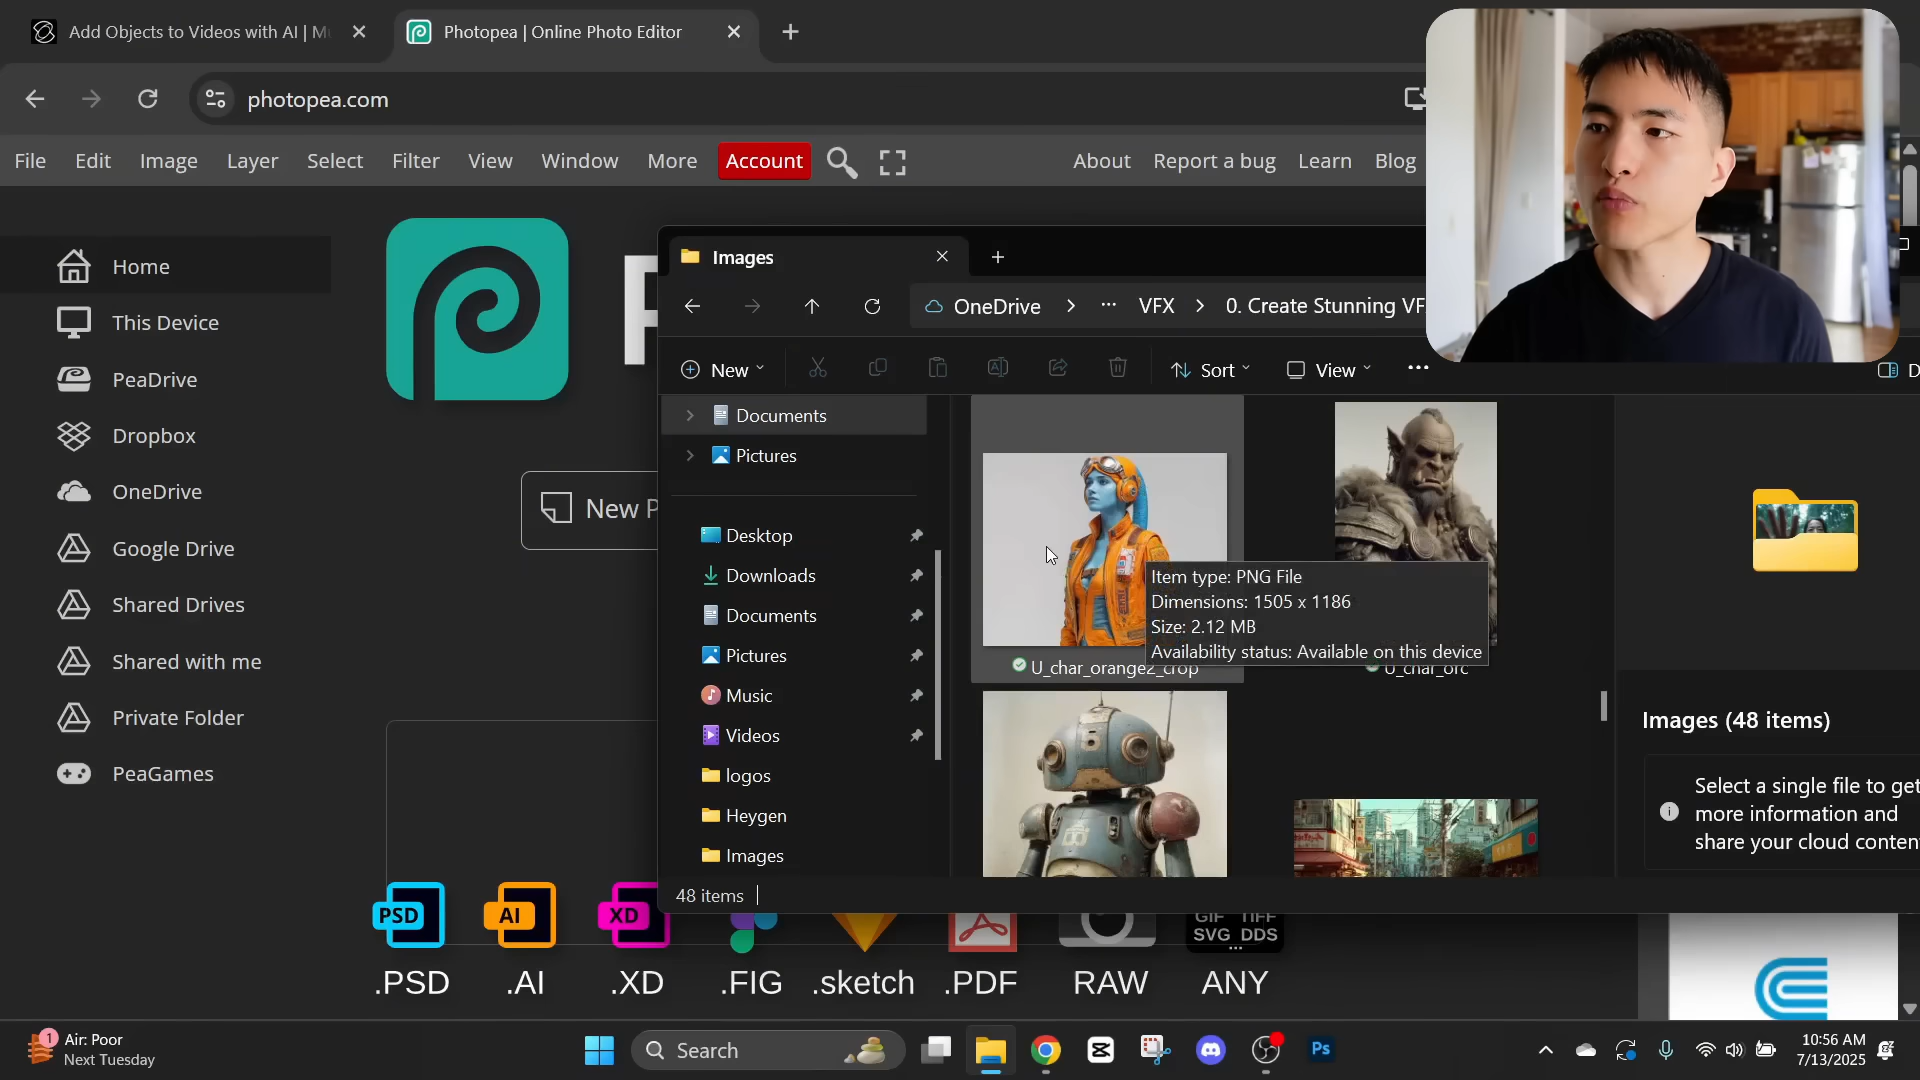 Add Objects to Videos with AI | M
Photopea | Online Photo Editor
photopea.com
File Edit Image Layer Select Filter View Window More Account
About Report a bug Learn Blog
Home
This Device
PeaDrive
Dropbox
OneDrive
Google Drive
Shared Drives
Shared with me
Private Folder
PeaGames
New P
Images
OneDrive > ... VFX > 0. Create Stunning VF
New Sort View ... D
Documents
Pictures
Desktop
Downloads
Documents
Pictures
Music
Videos
logos
Heygen
Images
Item type: PNG File
Dimensions: 1505 x 1186
Size: 2.12 MB
Availability status: Available on this device
U_char_orange2_crop
U_char_orc
Images (48 items)
Select a single file to get
more information and
share your cloud conten
48 items
PSD AI XD
GIF TIFF
SVG DDS
...
.PSD .AI .XD .FIG .sketch .PDF RAW ANY
1
Air: Poor
Next Tuesday
Search
Ps
10:56 AM
7/13/2025